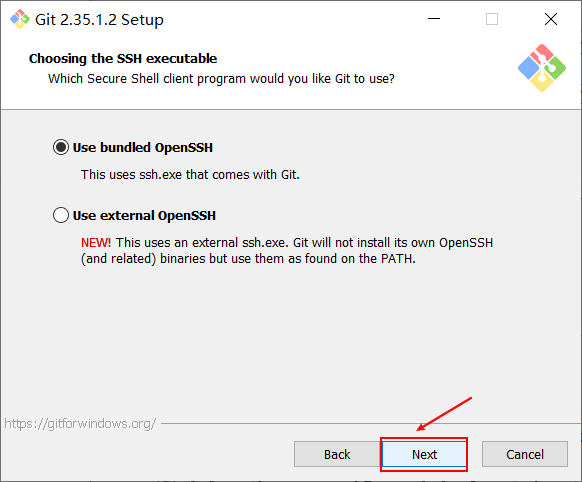 Git 2.35.1.2 Setup
Choosing the SSH executable
Which Secure Shell client program would you like Git to use?
Use bundled OpenSSH
This uses ssh.exe that comes with Git.
Use external OpenSSH
NEW! This uses an external ssh.exe. Git will not install its own OpenSSH
(and related) binaries but use them as found on the PATH.
https://gitforwindows.org/
Back Next Cancel